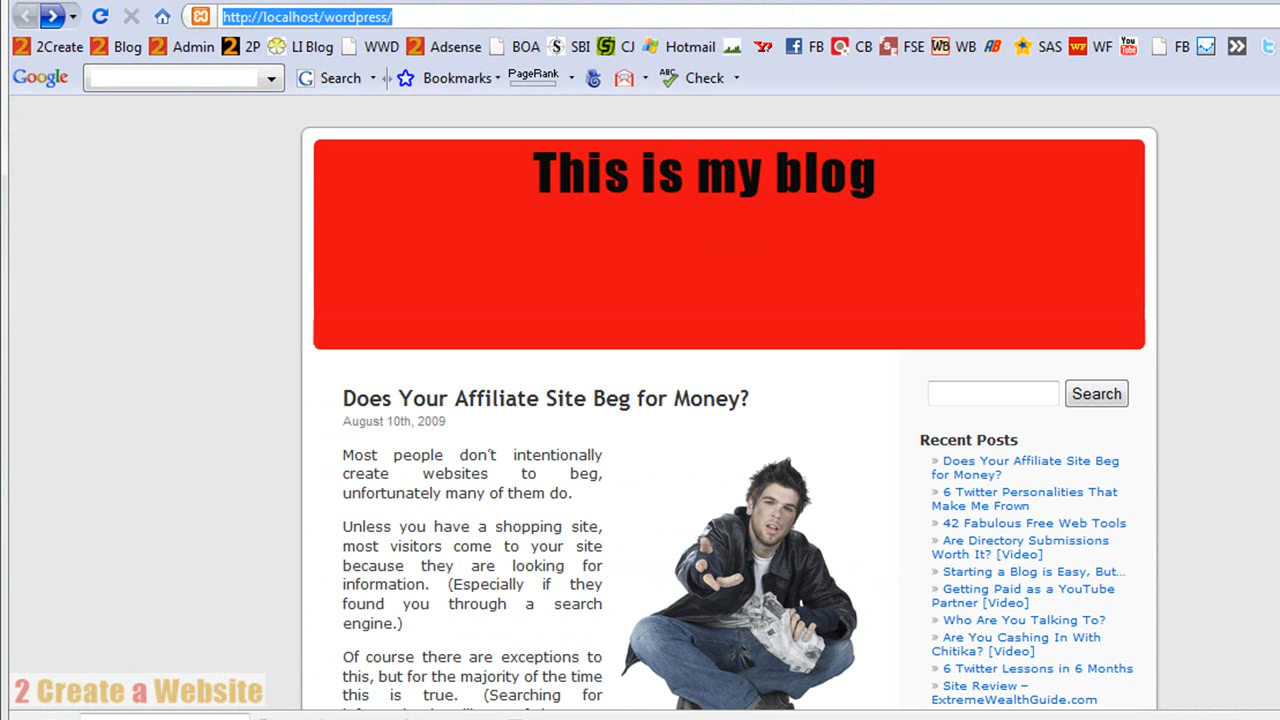 http://localhost/wordpress/
2Create Blog Admin 2P LI Blog WWD Adsense BOA SBI CJ Hotmail FB CB FSE WB SAS WF FB
Google Search Bookmarks PageRank Check
This is my blog
Does Your Affiliate Site Beg for Money?
August 10th, 2009
Most people don't intentionally
create websites to beg,
unfortunately many of them do.
Unless you have a shopping site,
most visitors come to your site
because they are looking for
information. (Especially if they
found you through a search
engine.)
Of course there are exceptions to
this, but for the majority of the time
this is true. (Searching for
Search
Recent Posts
» Does Your Affiliate Site Beg
for Money?
» 6 Twitter Personalities That
Make Me Frown
» 42 Fabulous Free Web Tools
» Are Directory Submissions
Worth It? [Video]
» Starting a Blog is Easy, But...
» Getting Paid as a YouTube
Partner [Video]
» Who Are You Talking To?
» Are You Cashing In With
Chitika? [Video]
» 6 Twitter Lessons in 6 Months
» Site Review –
ExtremeWealthGuide.com
2 Create a Website